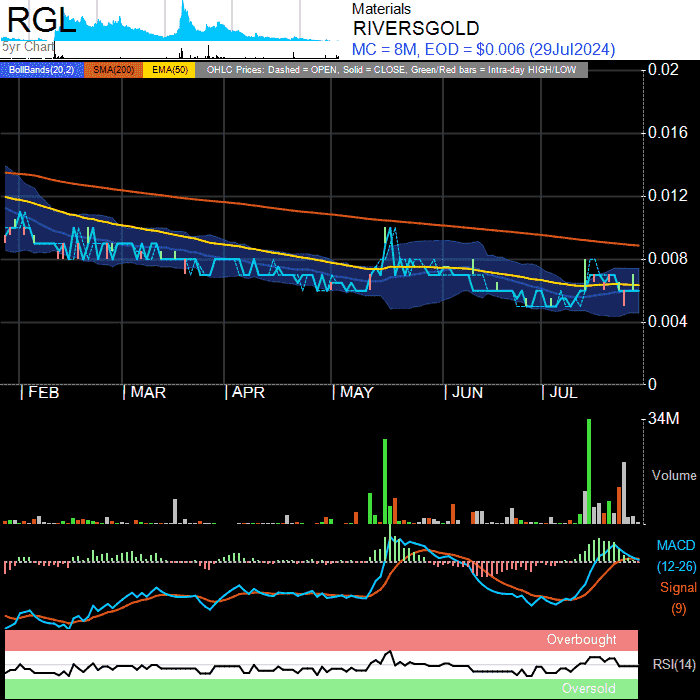 RGL
5yr Chart
Materials
RIVERSGOLD
MC = 8M, EOD = $0.006 (29Jul2024)
BollBands(20,2) SMA(200) EMA(50) OHLC Prices: Dashed = OPEN, Solid = CLOSE, Green/Red bars = Intra-day HIGH/LOW
0.02
0.016
0.012
0.008
0.004
0
FEB MAR APR MAY JUN JUL
34M
Volume
MACD
(12-26)
Signal
(9)
Overbought
RSI(14)
Oversold